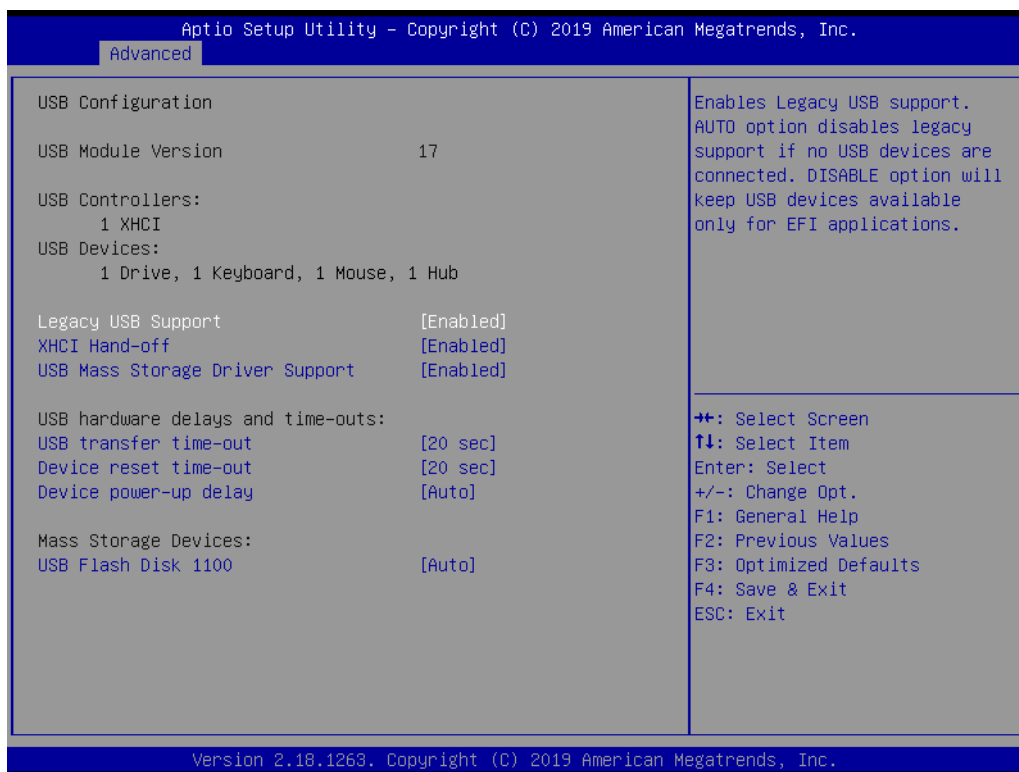 Aptio Setup Utility – Copyright (C) 2019 American Megatrends, Inc.
Advanced
USB Configuration
USB Module Version 17
USB Controllers:
1 XHCI
USB Devices:
1 Drive, 1 Keyboard, 1 Mouse, 1 Hub
Legacy USB Support [Enabled]
XHCI Hand-off [Enabled]
USB Mass Storage Driver Support [Enabled]
USB hardware delays and time-outs:
USB transfer time-out [20 sec]
Device reset time-out [20 sec]
Device power-up delay [Auto]
Mass Storage Devices:
USB Flash Disk 1100 [Auto]
Enables Legacy USB support.
AUTO option disables legacy
support if no USB devices are
connected. DISABLE option will
keep USB devices available
only for EFI applications.
→←: Select Screen
↑↓: Select Item
Enter: Select
+/-: Change Opt.
F1: General Help
F2: Previous Values
F3: Optimized Defaults
F4: Save & Exit
ESC: Exit
Version 2.18.1263. Copyright (C) 2019 American Megatrends, Inc.